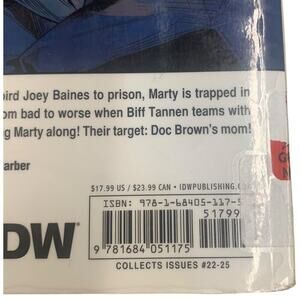 bird Joey Baines to prison, Marty is trapped in
om bad to worse when Biff Tannen teams with
g Marty along! Their target: Doc Brown's mom!
arber
$17.99 US / $23.99 CAN • IDWPUBLISHING.C
ISBN: 978-1-68405-117-5
51799
DW
9 781684 051175
COLLECTS ISSUES #22-25